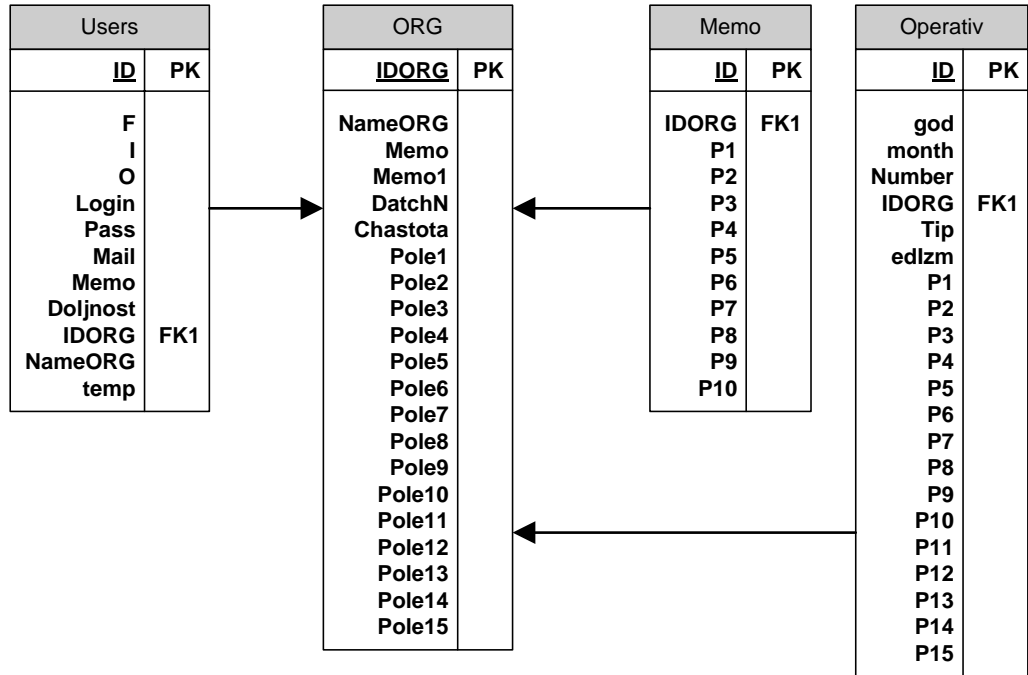 Users
ID PK
F
I
O
Login
Pass
Mail
Memo
Doljnost
IDORG FK1
NameORG
temp
ORG
IDORG PK
NameORG
Memo
Memo1
DatchN
Chastota
Pole1
Pole2
Pole3
Pole4
Pole5
Pole6
Pole7
Pole8
Pole9
Pole10
Pole11
Pole12
Pole13
Pole14
Pole15
Memo
ID PK
IDORG FK1
P1
P2
P3
P4
P5
P6
P7
P8
P9
P10
Operativ
ID PK
god
month
Number
IDORG FK1
Tip
edIzm
P1
P2
P3
P4
P5
P6
P7
P8
P9
P10
P11
P12
P13
P14
P15